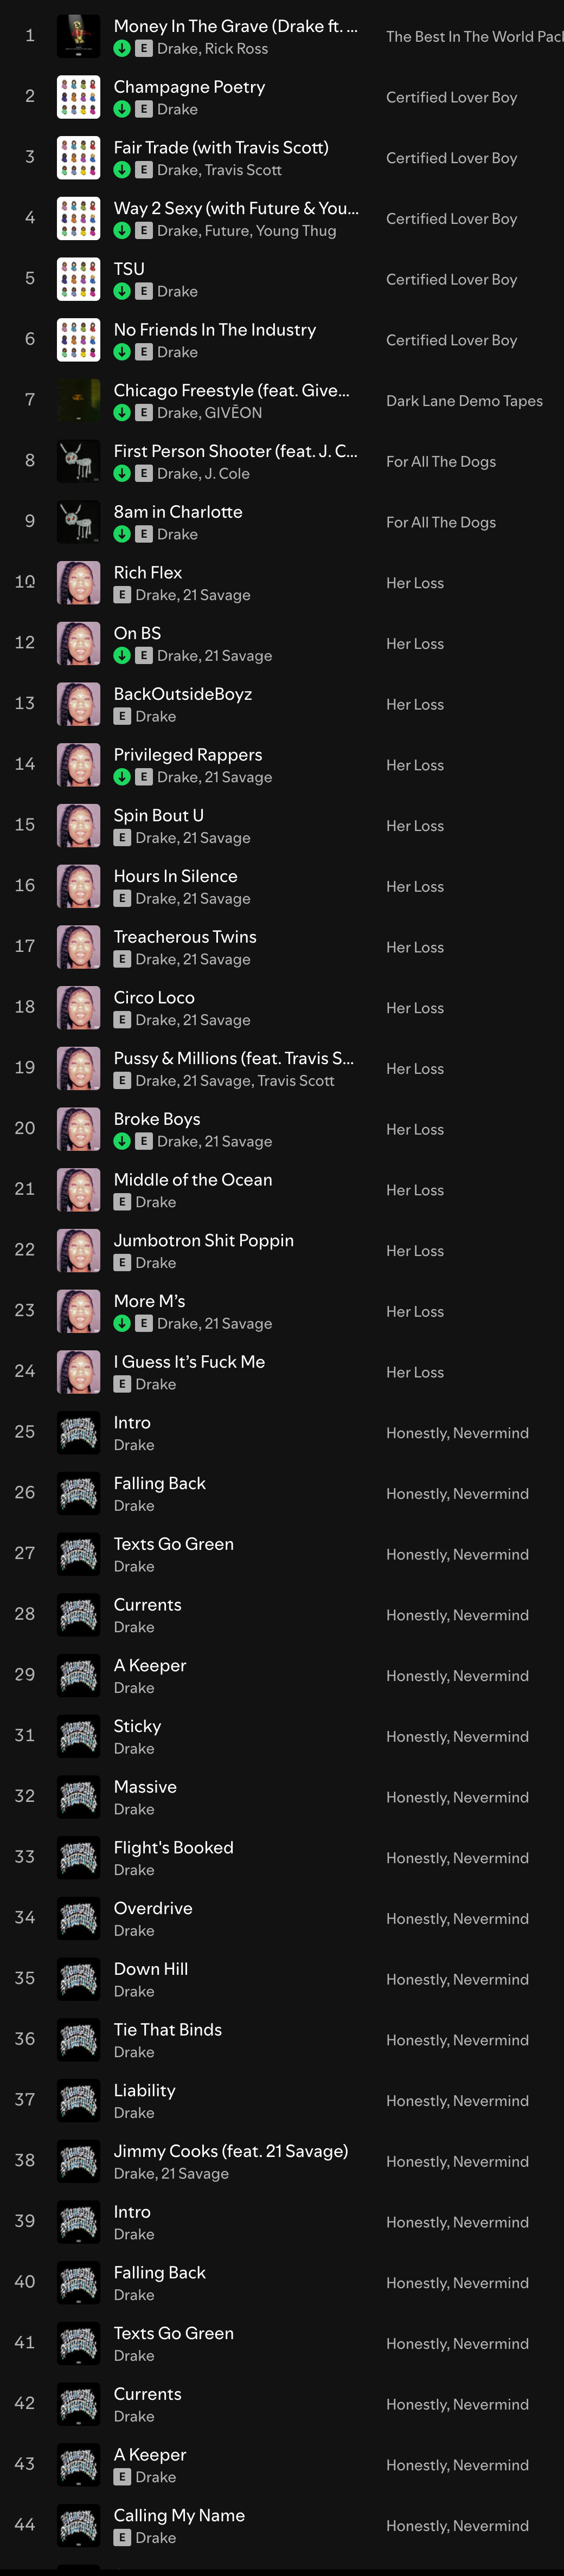 1
Money In The Grave (Drake ft. ...
E Drake, Rick Ross
The Best In The World Pac
2
Champagne Poetry
E Drake
Certified Lover Boy
3
Fair Trade (with Travis Scott)
E Drake, Travis Scott
Certified Lover Boy
4
Way 2 Sexy (with Future & You...
E Drake, Future, Young Thug
Certified Lover Boy
5
TSU
E Drake
Certified Lover Boy
6
No Friends In The Industry
E Drake
Certified Lover Boy
7
Chicago Freestyle (feat. Give...
E Drake, GIVĒON
Dark Lane Demo Tapes
8
First Person Shooter (feat. J. C...
E Drake, J. Cole
For All The Dogs
9
8am in Charlotte
E Drake
For All The Dogs
10
Rich Flex
E Drake, 21 Savage
Her Loss
12
On BS
E Drake, 21 Savage
Her Loss
13
BackOutsideBoyz
E Drake
Her Loss
14
Privileged Rappers
E Drake, 21 Savage
Her Loss
15
Spin Bout U
E Drake, 21 Savage
Her Loss
16
Hours In Silence
E Drake, 21 Savage
Her Loss
17
Treacherous Twins
E Drake, 21 Savage
Her Loss
18
Circo Loco
E Drake, 21 Savage
Her Loss
19
Pussy & Millions (feat. Travis S...
E Drake, 21 Savage, Travis Scott
Her Loss
20
Broke Boys
E Drake, 21 Savage
Her Loss
21
Middle of the Ocean
E Drake
Her Loss
22
Jumbotron Shit Poppin
E Drake
Her Loss
23
More M's
E Drake, 21 Savage
Her Loss
24
I Guess It's Fuck Me
E Drake
Her Loss
25
Intro
Drake
Honestly, Nevermind
26
Falling Back
Drake
Honestly, Nevermind
27
Texts Go Green
Drake
Honestly, Nevermind
28
Currents
Drake
Honestly, Nevermind
29
A Keeper
Drake
Honestly, Nevermind
31
Sticky
Drake
Honestly, Nevermind
32
Massive
Drake
Honestly, Nevermind
33
Flight's Booked
Drake
Honestly, Nevermind
34
Overdrive
Drake
Honestly, Nevermind
35
Down Hill
Drake
Honestly, Nevermind
36
Tie That Binds
Drake
Honestly, Nevermind
37
Liability
Drake
Honestly, Nevermind
38
Jimmy Cooks (feat. 21 Savage)
Drake, 21 Savage
Honestly, Nevermind
39
Intro
Drake
Honestly, Nevermind
40
Falling Back
Drake
Honestly, Nevermind
41
Texts Go Green
Drake
Honestly, Nevermind
42
Currents
Drake
Honestly, Nevermind
43
A Keeper
E Drake
Honestly, Nevermind
44
Calling My Name
E Drake
Honestly, Nevermind